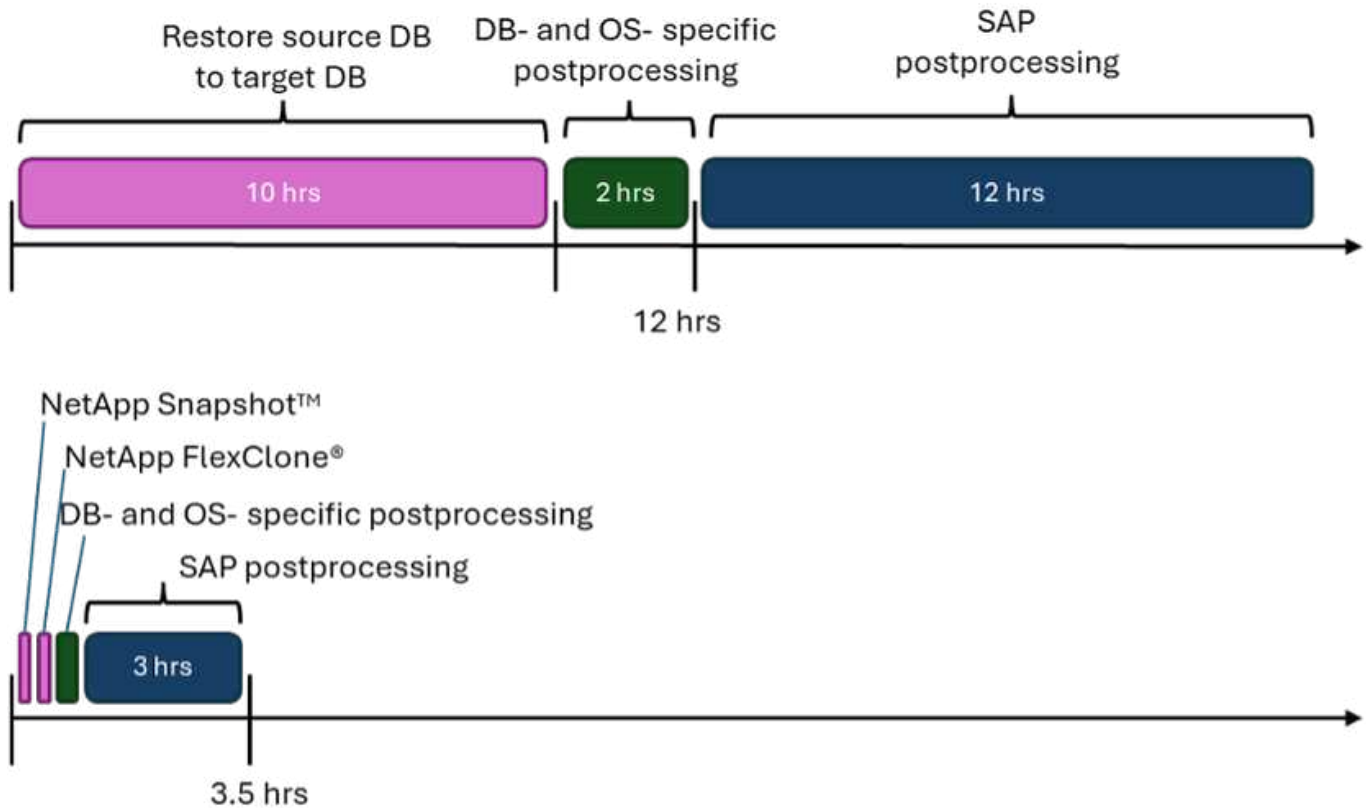 Restore source DB
to target DB
DB- and OS- specific
postprocessing
SAP
postprocessing
10 hrs
2 hrs
12 hrs
12 hrs
NetApp Snapshot™
NetApp FlexClone®
DB- and OS- specific postprocessing
SAP postprocessing
3 hrs
3.5 hrs